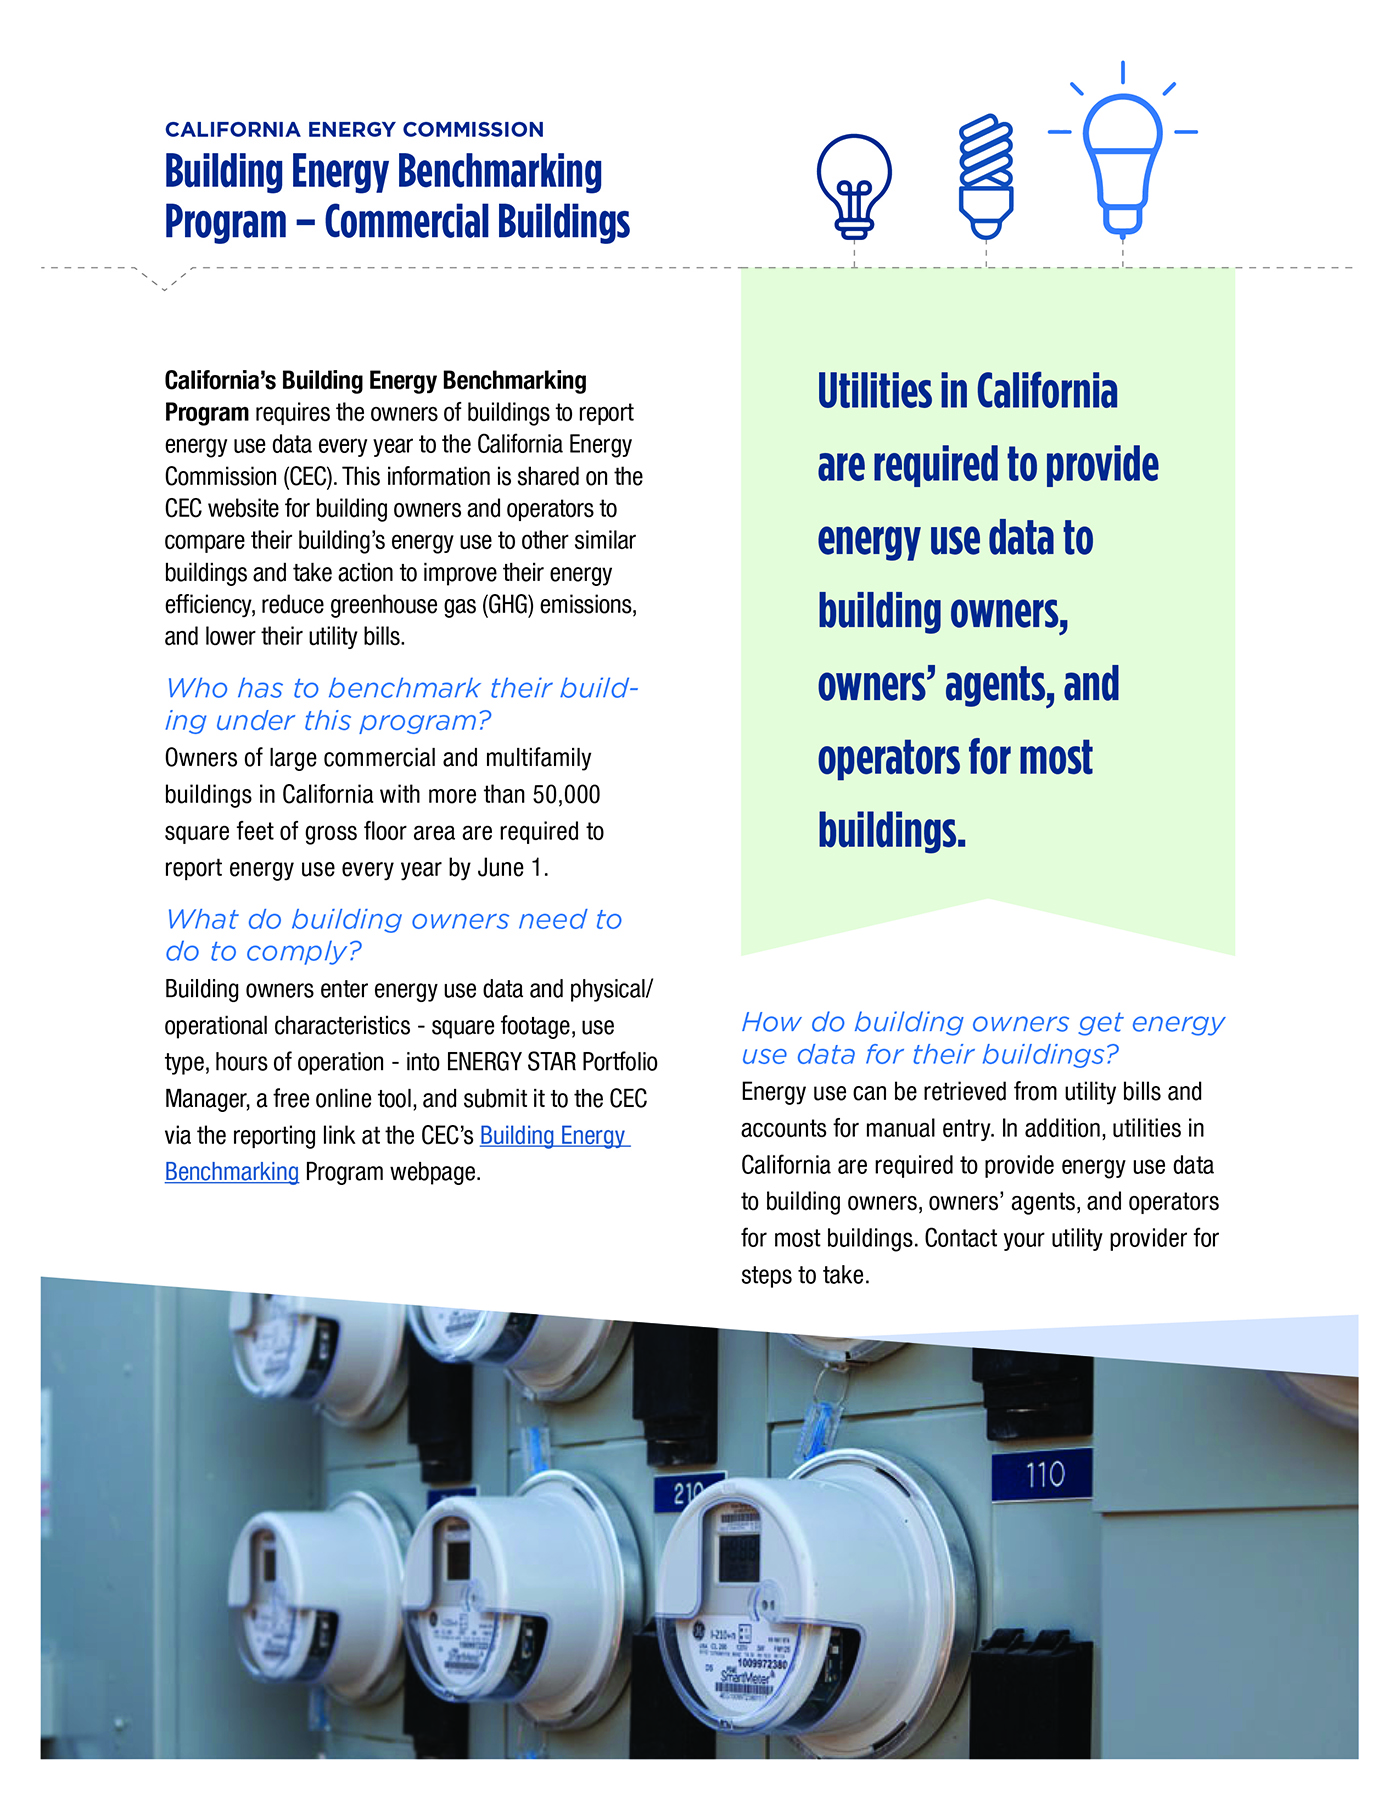 CALIFORNIA ENERGY COMMISSION
Building Energy Benchmarking
Program – Commercial Buildings
California’s Building Energy Benchmarking
Program requires the owners of buildings to report
energy use data every year to the California Energy
Commission (CEC). This information is shared on the
CEC website for building owners and operators to
compare their building’s energy use to other similar
buildings and take action to improve their energy
efficiency, reduce greenhouse gas (GHG) emissions,
and lower their utility bills.
Who has to benchmark their build-
ing under this program?
Owners of large commercial and multifamily
buildings in California with more than 50,000
square feet of gross floor area are required to
report energy use every year by June 1.
What do building owners need to
do to comply?
Building owners enter energy use data and physical/
operational characteristics - square footage, use
type, hours of operation - into ENERGY STAR Portfolio
Manager, a free online tool, and submit it to the CEC
via the reporting link at the CEC’s Building Energy
Benchmarking Program webpage.
Utilities in California
are required to provide
energy use data to
building owners,
owners’ agents, and
operators for most
buildings.
How do building owners get energy
use data for their buildings?
Energy use can be retrieved from utility bills and
accounts for manual entry. In addition, utilities in
California are required to provide energy use data
to building owners, owners’ agents, and operators
for most buildings. Contact your utility provider for
steps to take.
110
210
I-210+n
CL 200
1009972380
SmartMeter